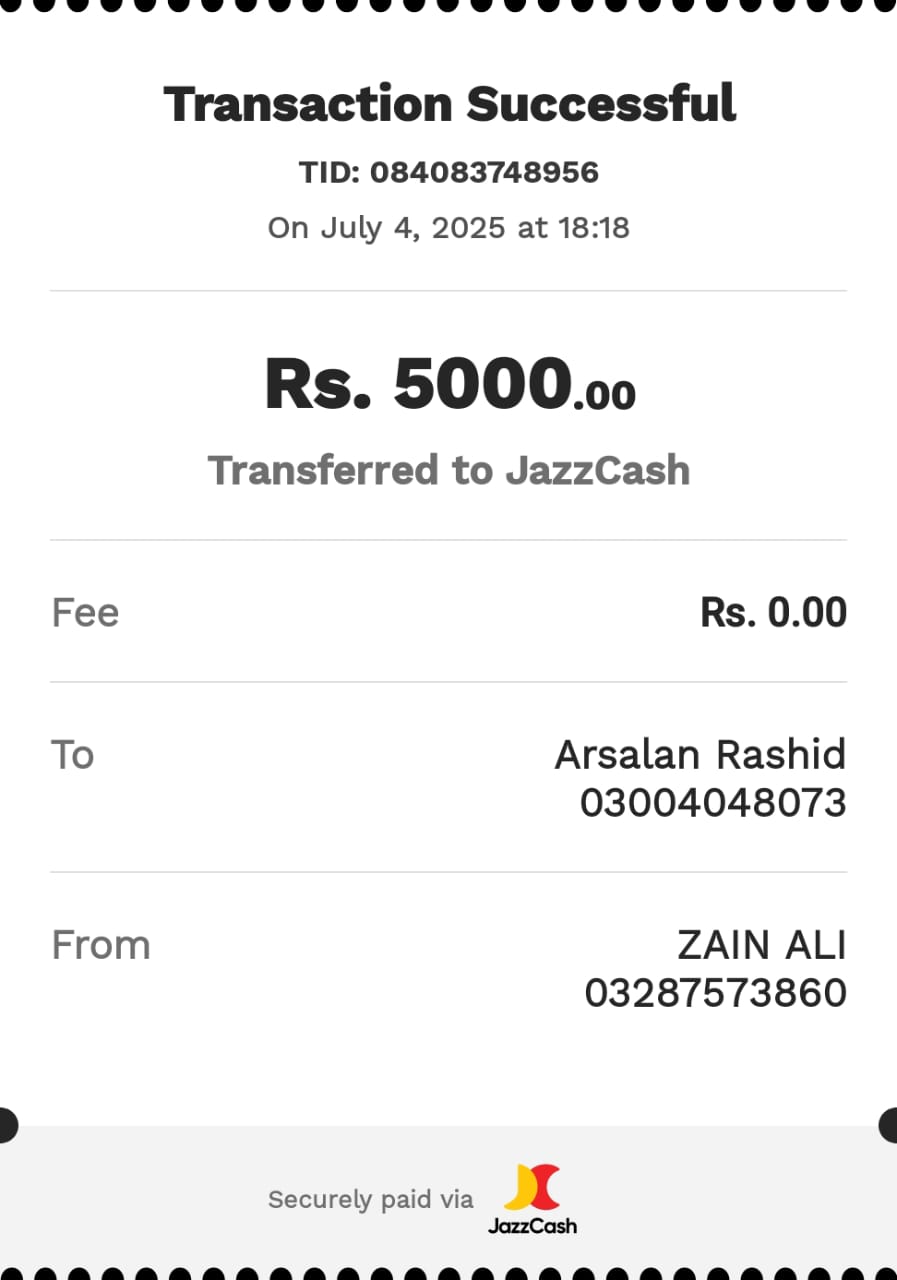 Transaction Successful
TID: 084083748956
On July 4, 2025 at 18:18
Rs. 5000.00
Transferred to JazzCash
Fee Rs. 0.00
To Arsalan Rashid
03004048073
From ZAIN ALI
03287573860
Securely paid via JazzCash